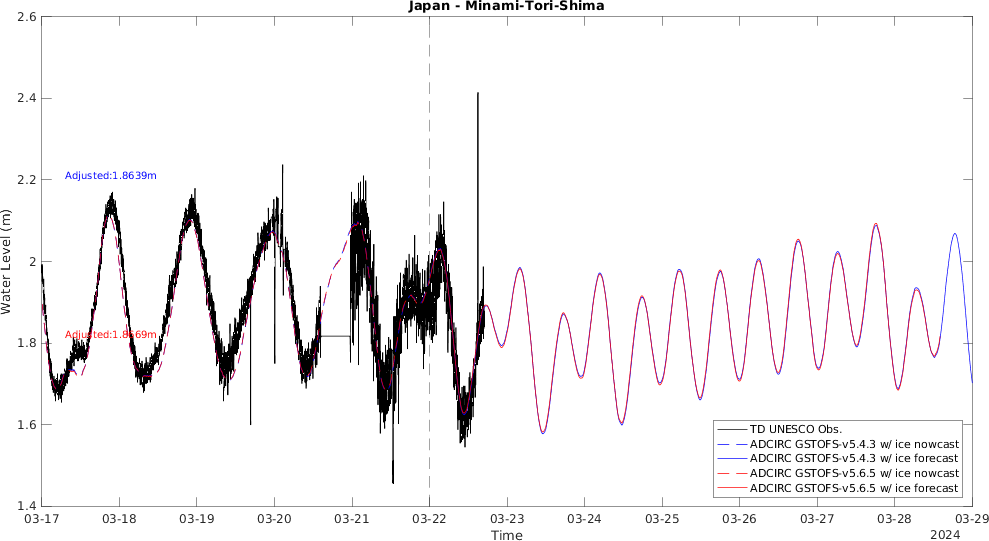 Japan - Minami-Tori-Shima
Water Level (m)
2.6
2.4
2.2
2
1.8
1.6
1.4
Adjusted:1.8639m
Adjusted:1.8669m
TD UNESCO Obs.
ADCIRC GSTOFS-v5.4.3 w/ ice nowcast
ADCIRC GSTOFS-v5.4.3 w/ ice forecast
ADCIRC GSTOFS-v5.6.5 w/ ice nowcast
ADCIRC GSTOFS-v5.6.5 w/ ice forecast
03-17 03-18 03-19 03-20 03-21 03-22 03-23 03-24 03-25 03-26 03-27 03-28 03-29
Time
2024